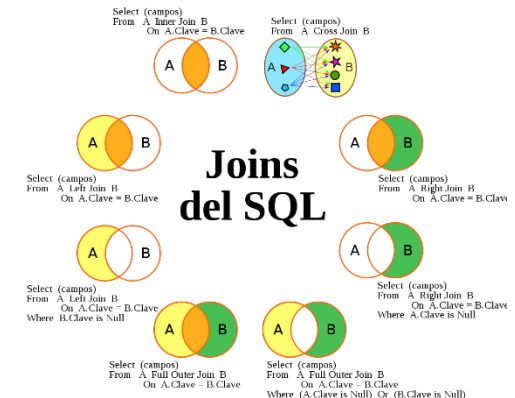 Select (campos)
From A Inner Join B
On A.Clave = B.Clave
A B
Select (campos)
From A Cross Join B
A B
A B
Select (campos)
From A Left Join B
On A.Clave = B.Clave
Joins
del SQL
A B
Select (campos)
From A Right Join B
On A.Clave = B.Clave
A B
Select (campos)
From A Left Join B
On A.Clave = B.Clave
Where B.Clave is Null
A B
Select (campos)
From A Right Join B
On A.Clave = B.Clave
Where A.Clave is Null
A B
Select (campos)
From A Full Outer Join B
On A.Clave = B.Clave
A B
Select (campos)
From A Full Outer Join B
On A.Clave = B.Clave
Where (A.Clave is Null) Or (B.Clave is Null)